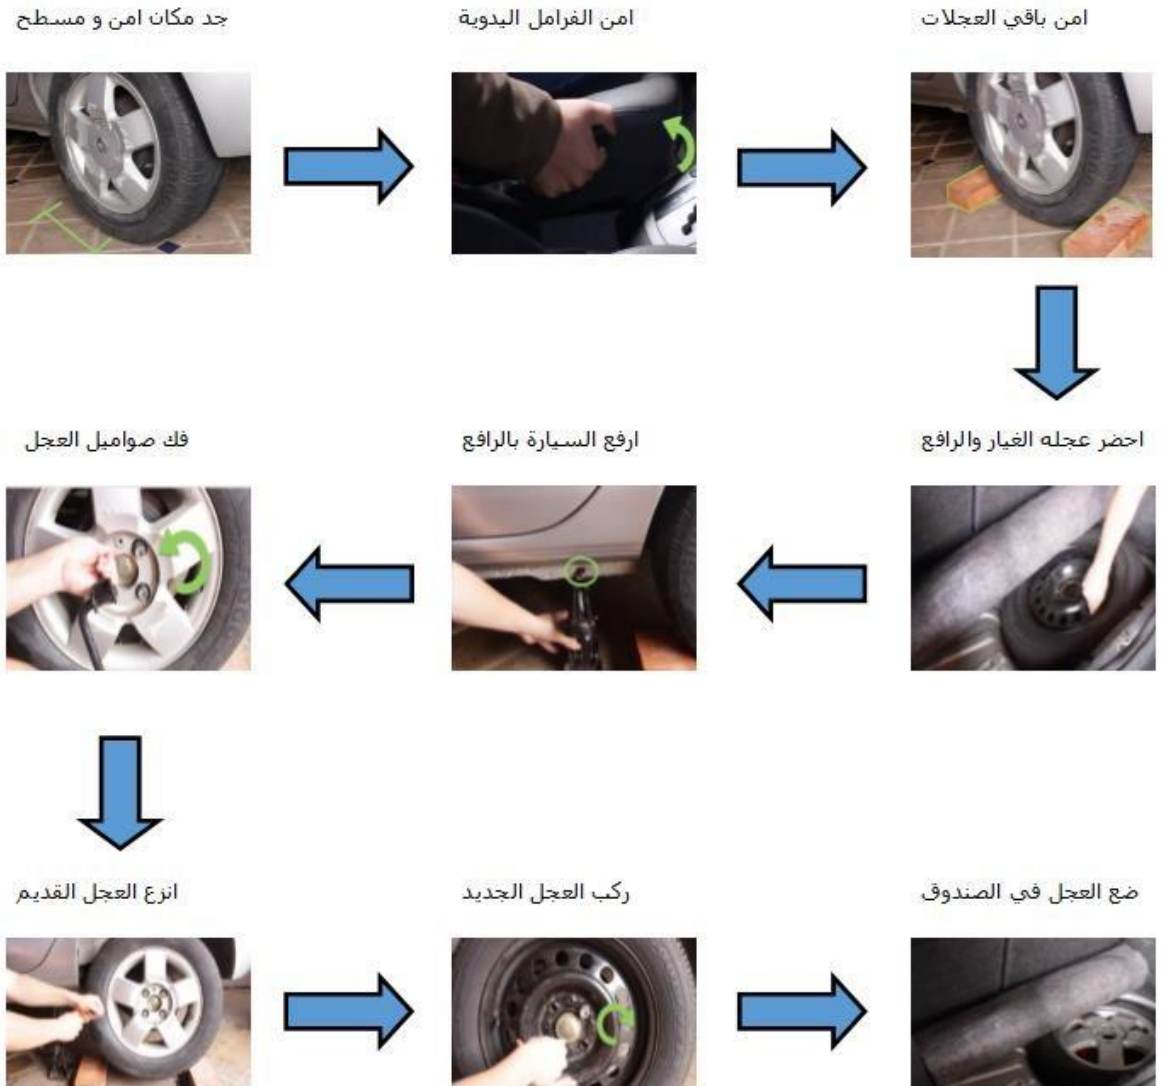 جد مكان امن و مسطح
امن الفرامل اليدوية
امن باقي العجلات
احضر عجله الغيار والرافع
ارفع السيارة بالرافع
فك صواميل العجل
انزع العجل القديم
ركب العجل الجديد
ضع العجل في الصندوق